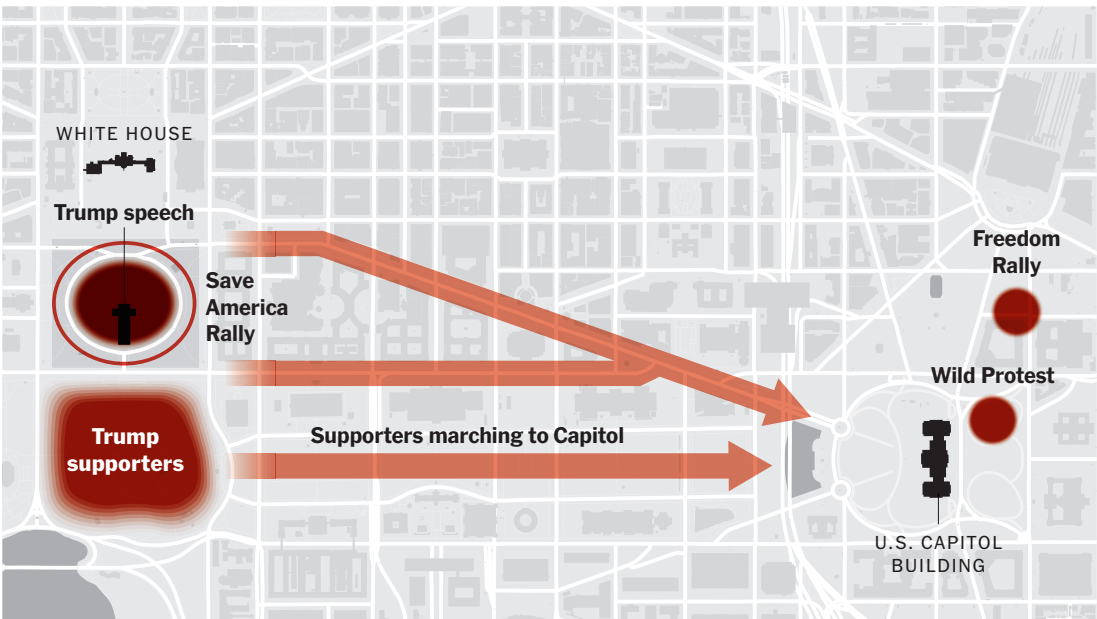 WHITE HOUSE
Trump speech
Save
America
Rally
Trump
supporters
Supporters marching to Capitol
Freedom
Rally
Wild Protest
U.S. CAPITOL
BUILDING